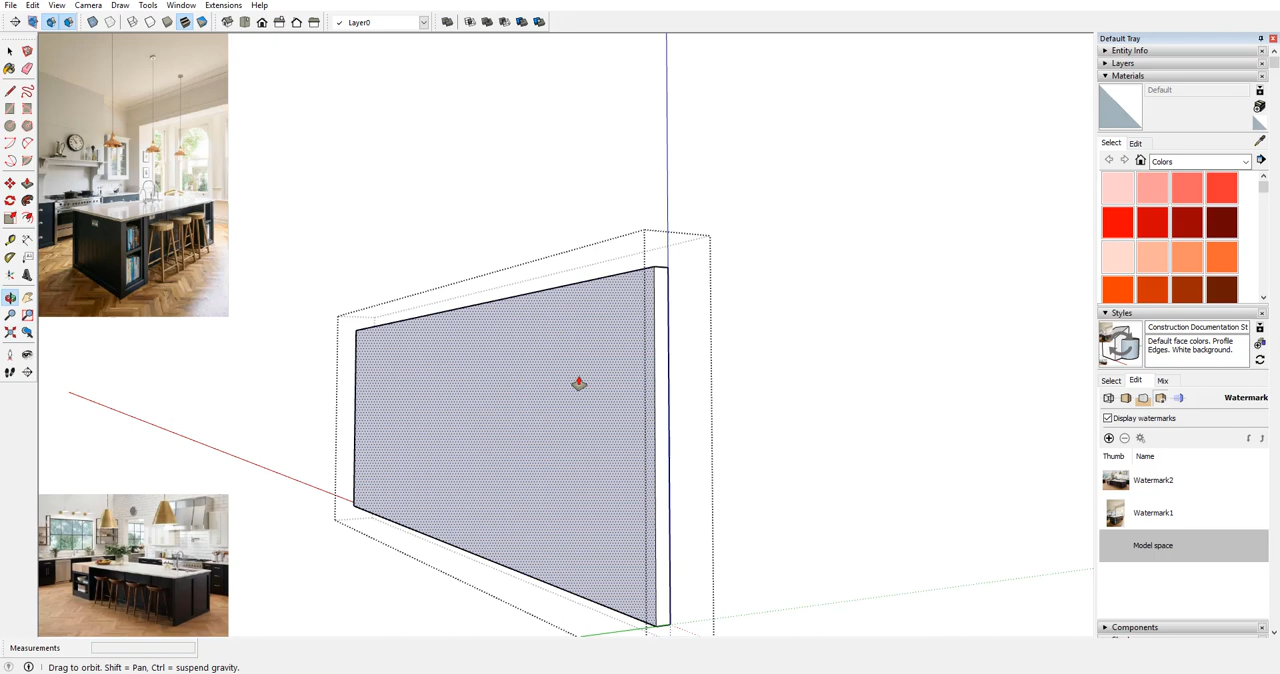 File Edit View Camera Draw Tools Window Extensions Help
Layer0
Default Tray
Entity Info
Layers
Materials
Default
Select Edit
Colors
Styles
Construction Documentation St
Default face colors. Profile
Edges. White background.
Select Edit Mix
Watermark
Display watermarks
Thumb Name
Watermark2
Watermark1
Model space
Components
Measurements
Drag to orbit. Shift = Pan, Ctrl = suspend gravity.